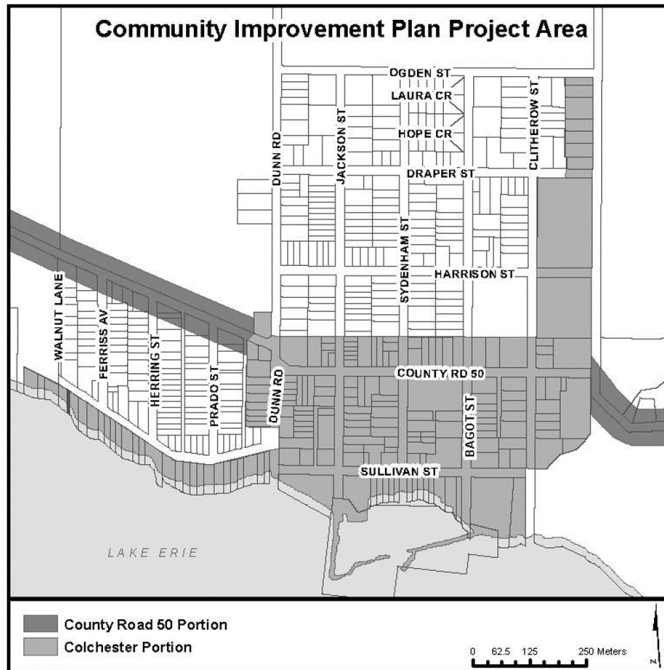 Community Improvement Plan Project Area
OGDEN ST
LAURA CR
HOPE CR
DUNN RD
JACKSON ST
CLITHEROW ST
DRAPER ST
SYDENHAM ST
HARRISON ST
WALNUT LANE
FERRISS AV
HERRING ST
PRADO ST
DUNN RD
COUNTY RD 50
BAGOT ST
SULLIVAN ST
LAKE ERIE
County Road 50 Portion
Colchester Portion
0 62.5 125 250 Meters
N